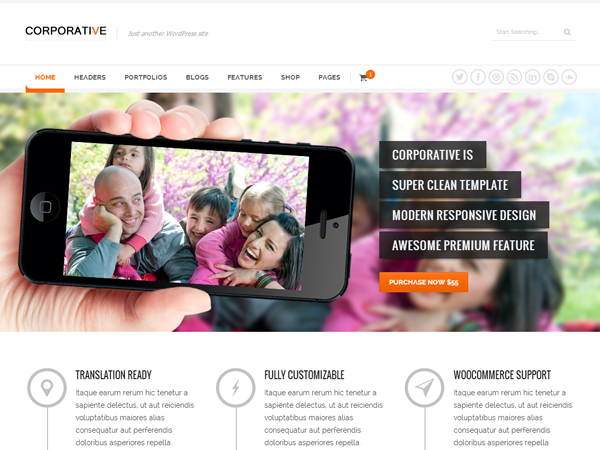 CORPORATIVE
Just another WordPress site
Start Searching...
HOME HEADERS PORTFOLIOS BLOGS FEATURES SHOP PAGES 1
CORPORATIVE IS
SUPER CLEAN TEMPLATE
MODERN RESPONSIVE DESIGN
AWESOME PREMIUM FEATURE
PURCHASE NOW $55
TRANSLATION READY
Itaque earum rerum hic tenetur a
sapiente delectus, ut aut reiciendis
voluptatibus maiores alias
consequatur aut perferendis
doloribus asperiores repella
FULLY CUSTOMIZABLE
Itaque earum rerum hic tenetur a
sapiente delectus, ut aut reiciendis
voluptatibus maiores alias
consequatur aut perferendis
doloribus asperiores repellat
WOOCOMMERCE SUPPORT
Itaque earum rerum hic tenetur a
sapiente delectus, ut aut reiciendis
voluptatibus maiores alias
consequatur aut perferendis
doloribus asperiores repella